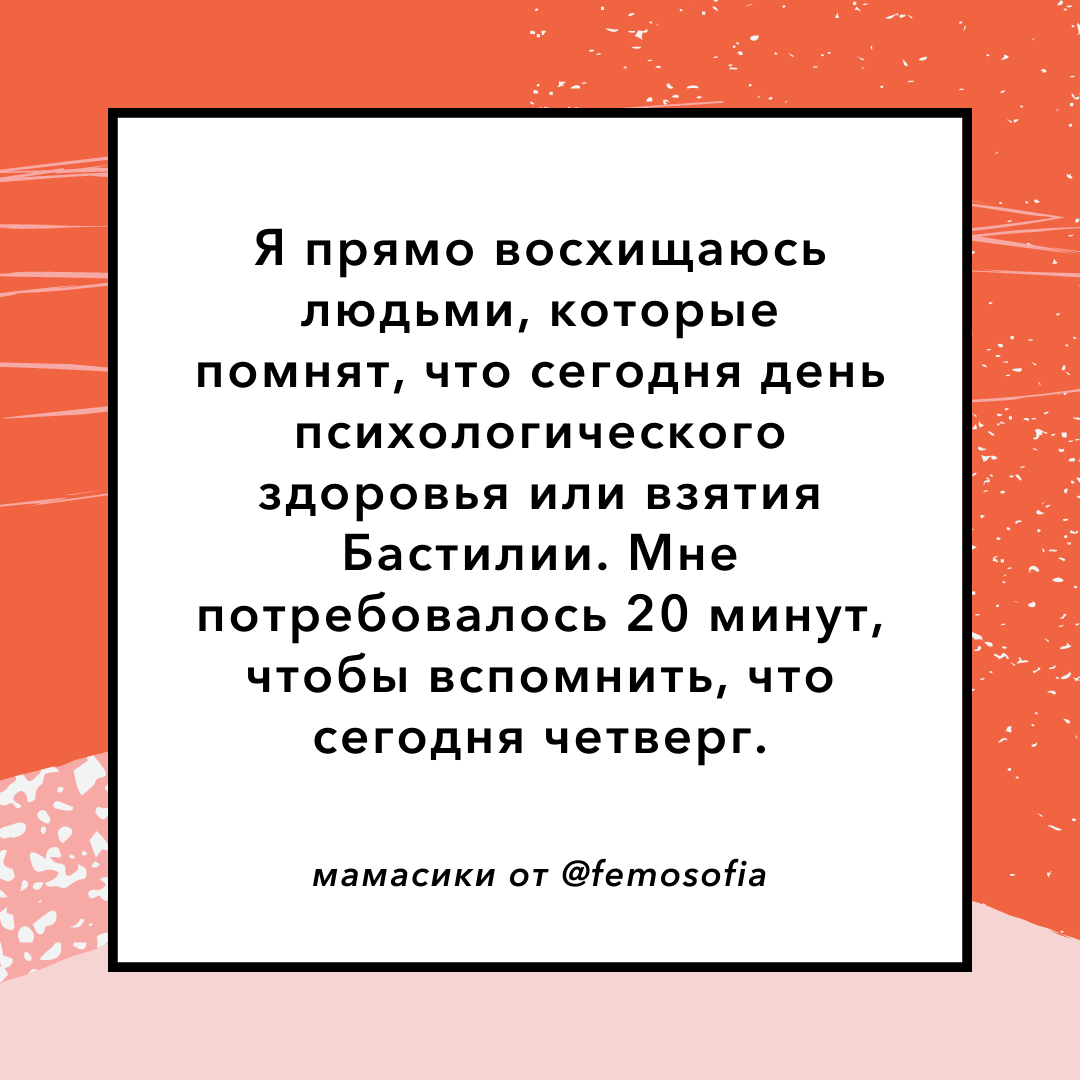 Я прямо восхищаюсь
людьми, которые
помнят, что сегодня день
психологического
здоровья или взятия
Бастилии. Мне
потребовалось 20 минут,
чтобы вспомнить, что
сегодня четверг.
мамасики от @femosofia